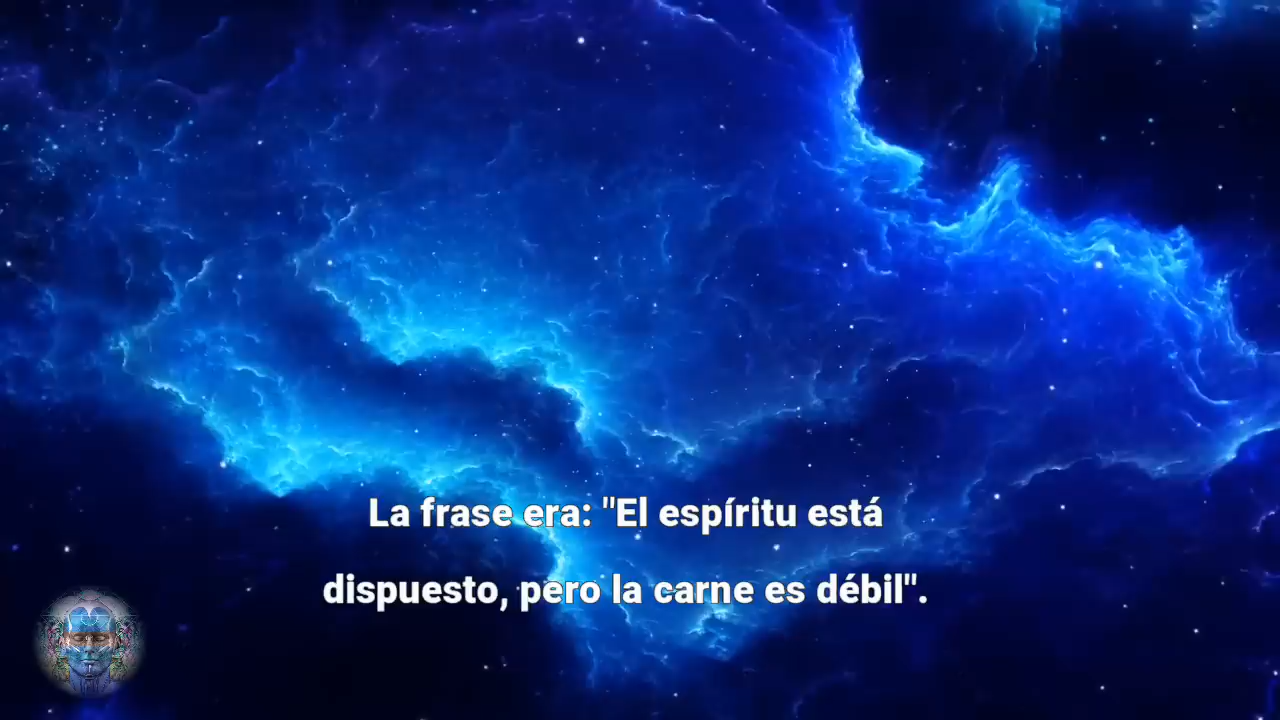 La frase era: "El espíritu está
dispuesto, pero la carne es débil".